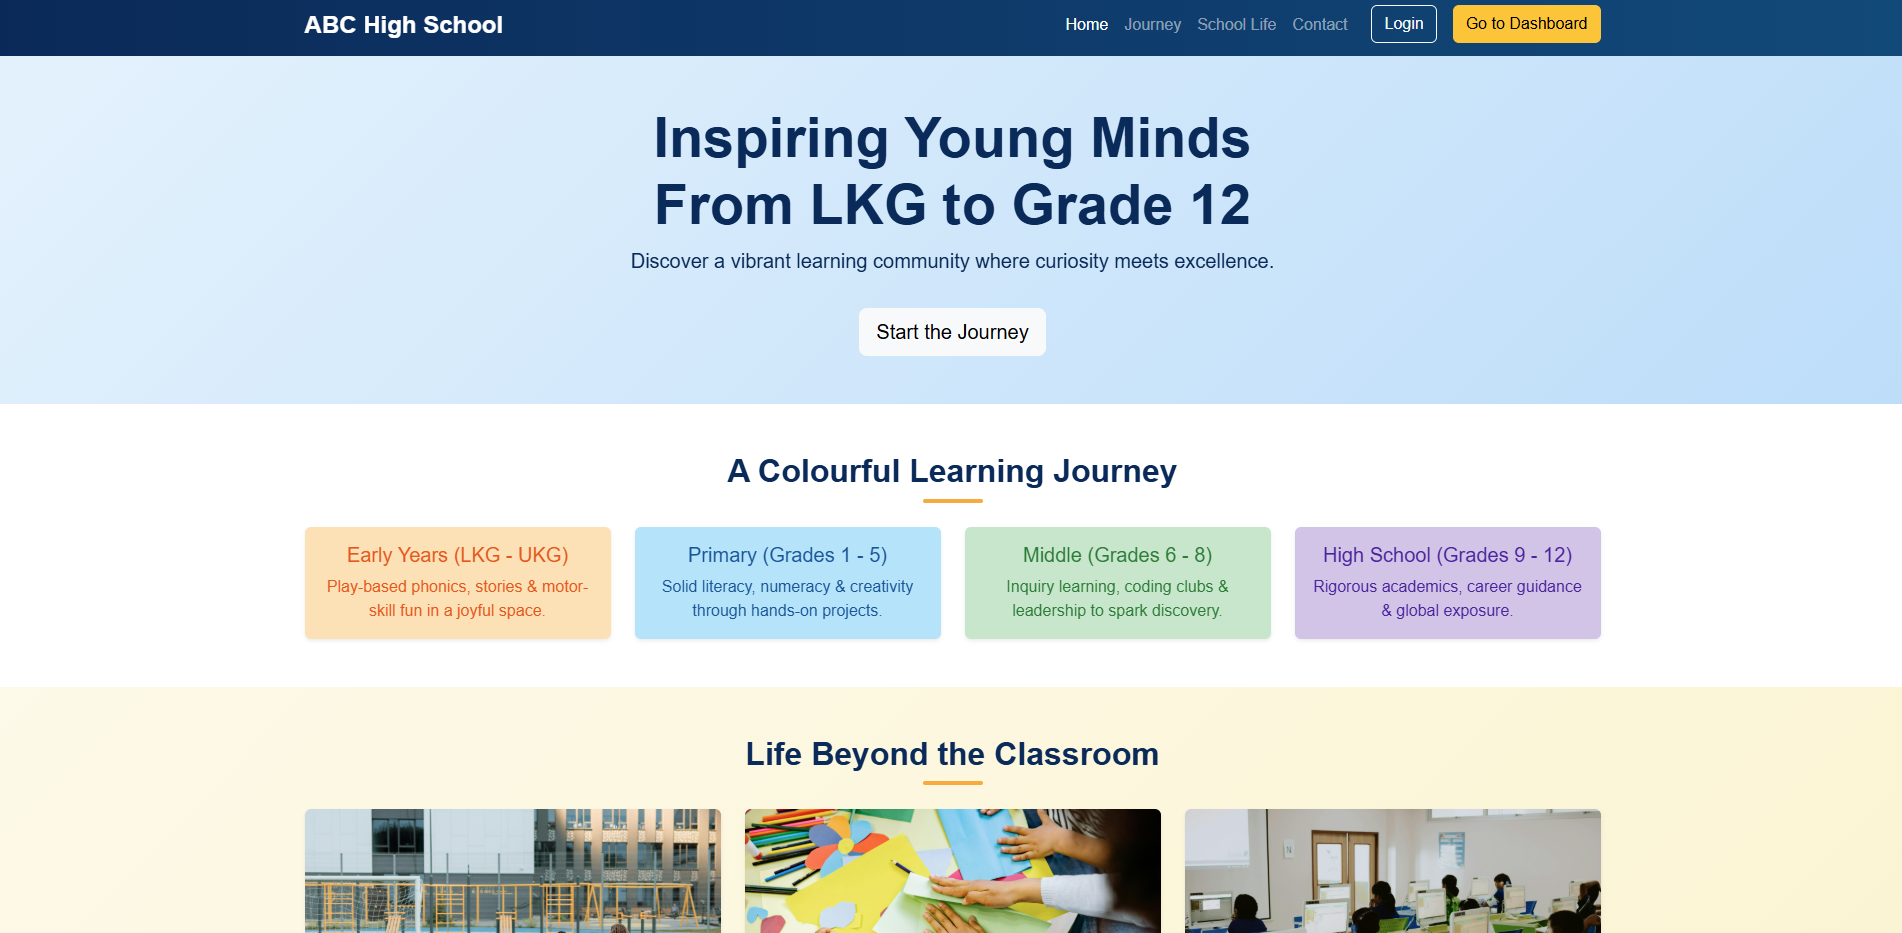 ABC High School
Home
Journey
School Life
Contact
Login
Go to Dashboard
Inspiring Young Minds
From LKG to Grade 12
Discover a vibrant learning community where curiosity meets excellence.
Start the Journey
A Colourful Learning Journey
Early Years (LKG - UKG)
Play-based phonics, stories & motor-
skill fun in a joyful space.
Primary (Grades 1 - 5)
Solid literacy, numeracy & creativity
through hands-on projects.
Middle (Grades 6 - 8)
Inquiry learning, coding clubs &
leadership to spark discovery.
High School (Grades 9 - 12)
Rigorous academics, career guidance
& global exposure.
Life Beyond the Classroom